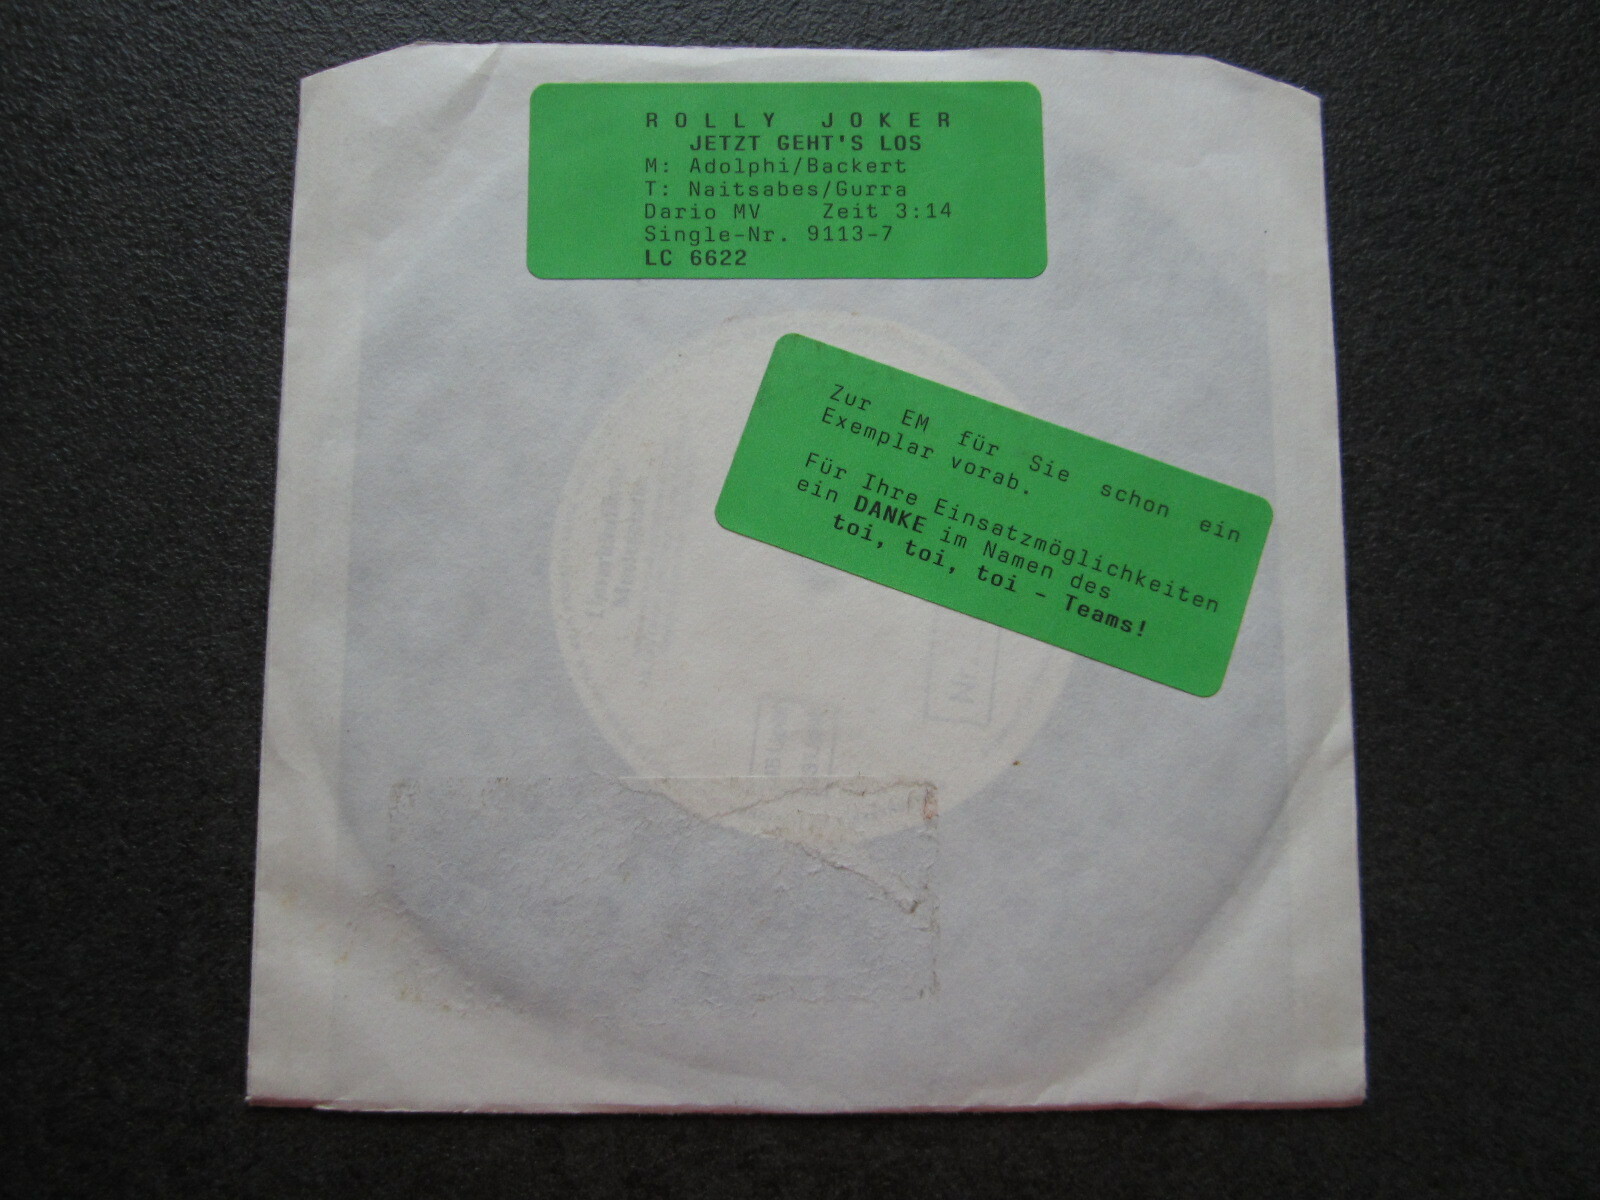 ROLLY JOKER
JETZT GEHT'S LOS
M: Adolphi/Backert
T: Naitsabes/Gurra
Dario MV Zeit 3:14
Single-Nr. 9113-7
LC 6622
Zur EM für Sie schon ein
Exemplar vorab.
Für Ihre Einsatzmöglichkeiten
ein DANKE im Namen des
toi, toi, toi - Teams!